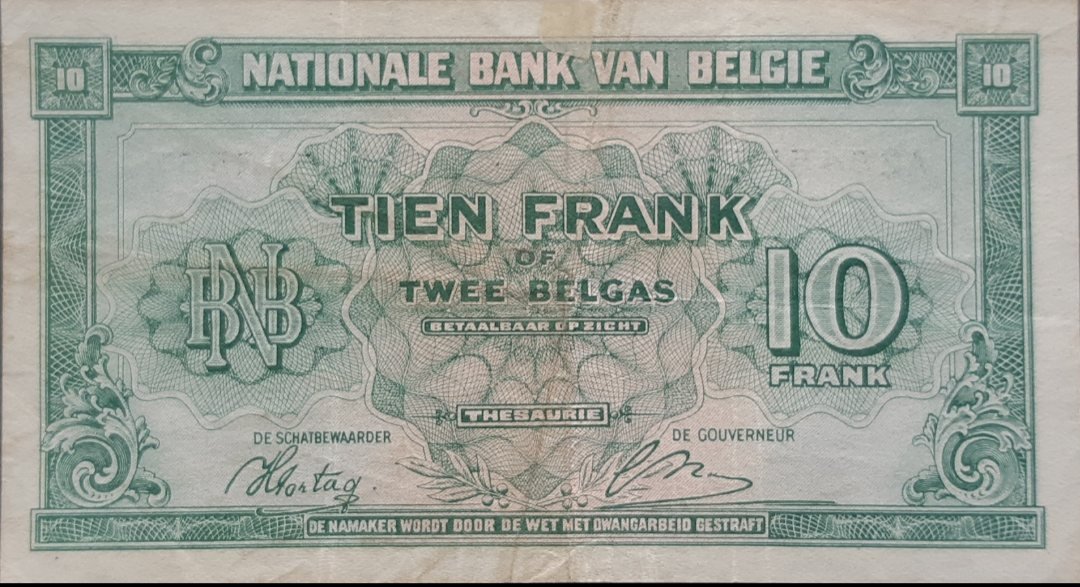 10 NATIONALE BANK VAN BELGIE 10
TIEN FRANK
OF
TWEE BELGAS
BETAALBAAR OP ZICHT
BNB
10
FRANK
THESAURIE
DE SCHATBEWAARDER
DE GOUVERNEUR
DE NAMAKER WORDT DOOR DE WET MET DWANGARBEID GESTRAFT